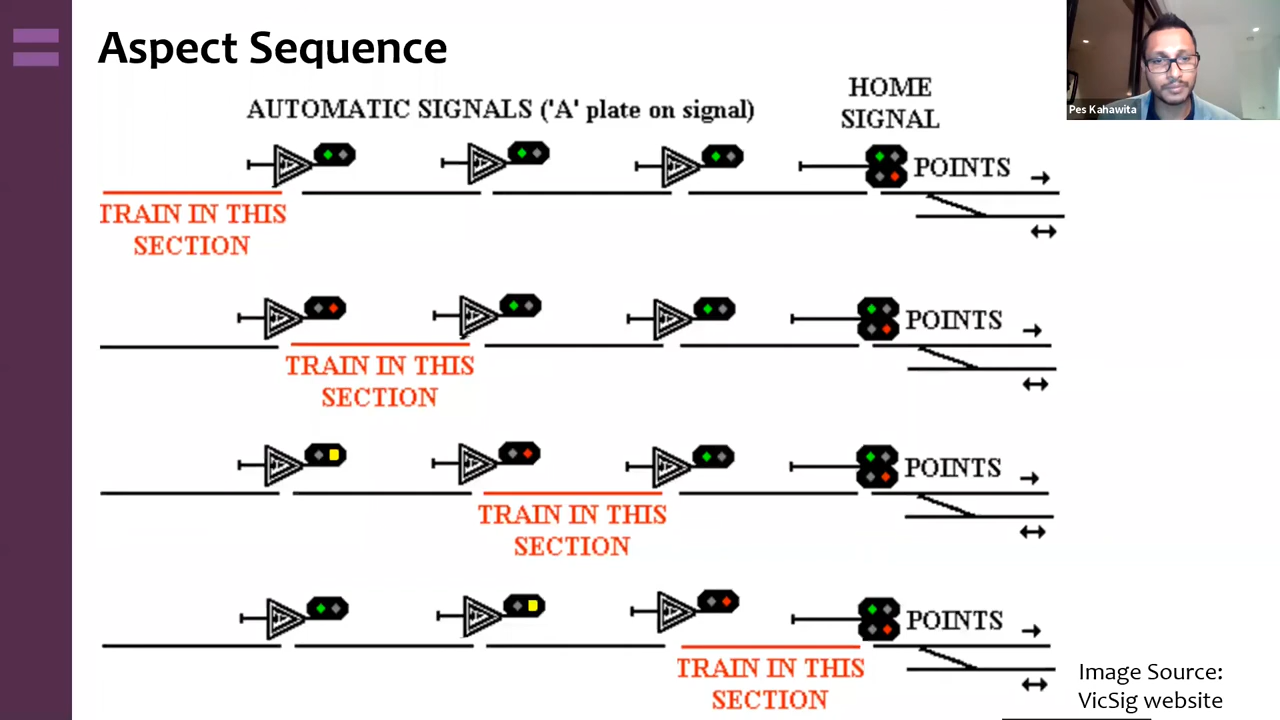 Aspect Sequence
Pes Kahawita
AUTOMATIC SIGNALS ('A' plate on signal)
HOME
SIGNAL
POINTS
TRAIN IN THIS
SECTION
POINTS
TRAIN IN THIS
SECTION
POINTS
TRAIN IN THIS
SECTION
POINTS
TRAIN IN THIS
SECTION
Image Source:
VicSig website